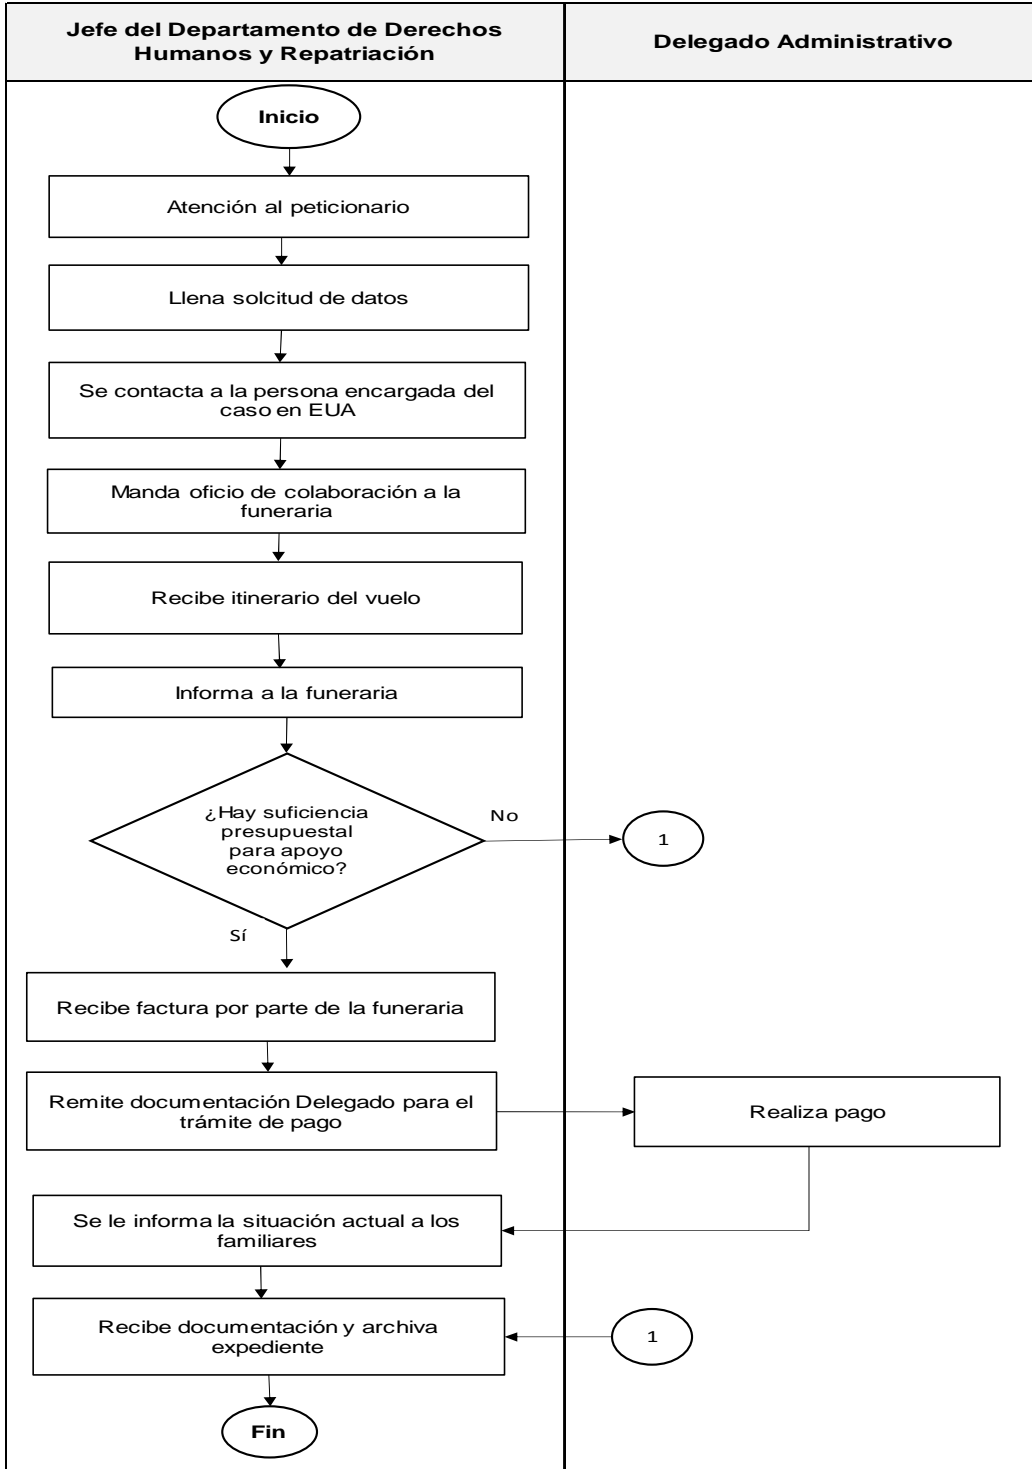 Jefe del Departamento de Derechos
Humanos y Repatriación
Delegado Administrativo
Inicio
Atención al peticionario
Llena solcitud de datos
Se contacta a la persona encargada del
caso en EUA
Manda oficio de colaboración a la
funeraria
Recibe itinerario del vuelo
Informa a la funeraria
¿Hay suficiencia
presupuestal
para apoyo
económico?
No
1
Sí
Recibe factura por parte de la funeraria
Remite documentación Delegado para el
trámite de pago
Realiza pago
Se le informa la situación actual a los
familiares
Recibe documentación y archiva
expediente
1
Fin